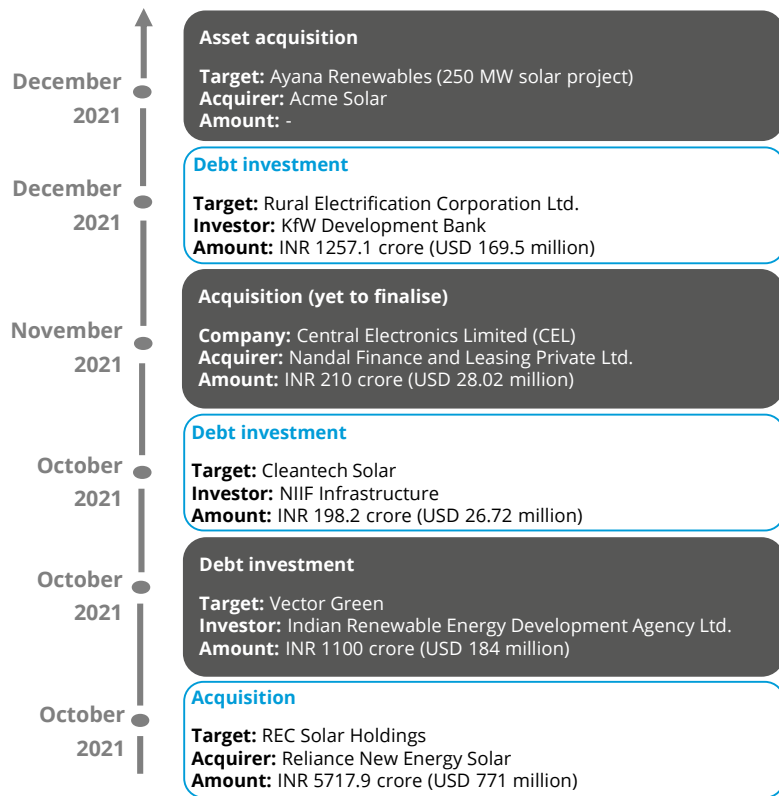 Asset acquisition
December
2021
Target: Ayana Renewables (250 MW solar project)
Acquirer: Acme Solar
Amount: -
Debt investment
December
2021
Target: Rural Electrification Corporation Ltd.
Investor: KfW Development Bank
Amount: INR 1257.1 crore (USD 169.5 million)
Acquisition (yet to finalise)
November
2021
Company: Central Electronics Limited (CEL)
Acquirer: Nandal Finance and Leasing Private Ltd.
Amount: INR 210 crore (USD 28.02 million)
Debt investment
October
2021
Target: Cleantech Solar
Investor: NIIF Infrastructure
Amount: INR 198.2 crore (USD 26.72 million)
Debt investment
October
2021
Target: Vector Green
Investor: Indian Renewable Energy Development Agency Ltd.
Amount: INR 1100 crore (USD 184 million)
Acquisition
October
2021
Target: REC Solar Holdings
Acquirer: Reliance New Energy Solar
Amount: INR 5717.9 crore (USD 771 million)